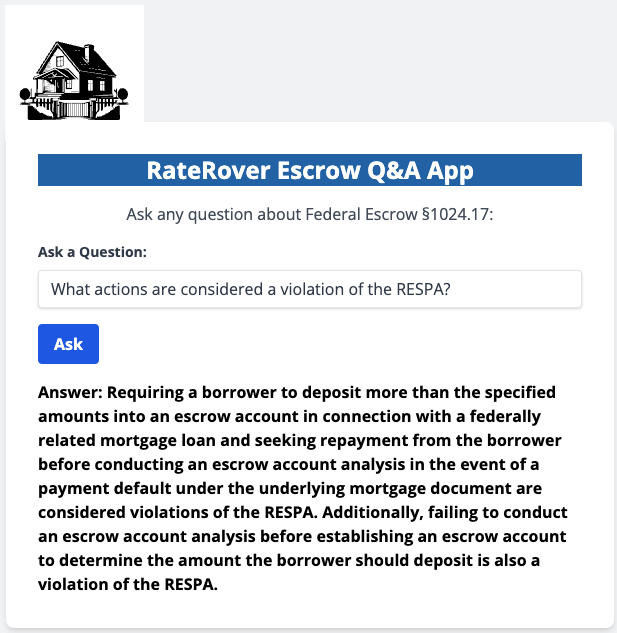 RateRover Escrow Q&A App
Ask any question about Federal Escrow §1024.17:
Ask a Question:
What actions are considered a violation of the RESPA?
Ask
Answer: Requiring a borrower to deposit more than the specified
amounts into an escrow account in connection with a federally
related mortgage loan and seeking repayment from the borrower
before conducting an escrow account analysis in the event of a
payment default under the underlying mortgage document are
considered violations of the RESPA. Additionally, failing to conduct
an escrow account analysis before establishing an escrow account
to determine the amount the borrower should deposit is also a
violation of the RESPA.